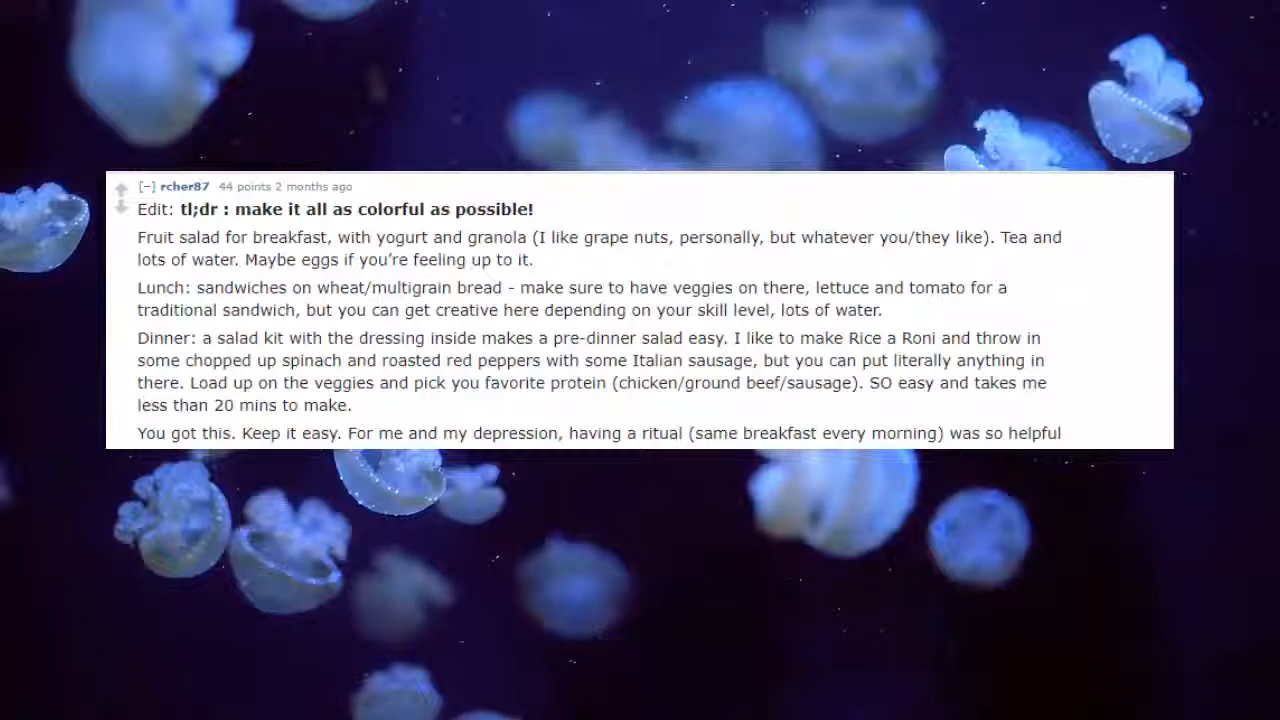 [–] rcher87 44 points 2 months ago
Edit: tl;dr : make it all as colorful as possible!
Fruit salad for breakfast, with yogurt and granola (I like grape nuts, personally, but whatever you/they like). Tea and
lots of water. Maybe eggs if you’re feeling up to it.
Lunch: sandwiches on wheat/multigrain bread - make sure to have veggies on there, lettuce and tomato for a
traditional sandwich, but you can get creative here depending on your skill level, lots of water.
Dinner: a salad kit with the dressing inside makes a pre-dinner salad easy. I like to make Rice a Roni and throw in
some chopped up spinach and roasted red peppers with some Italian sausage, but you can put literally anything in
there. Load up on the veggies and pick you favorite protein (chicken/ground beef/sausage). SO easy and takes me
less than 20 mins to make.
You got this. Keep it easy. For me and my depression, having a ritual (same breakfast every morning) was so helpful